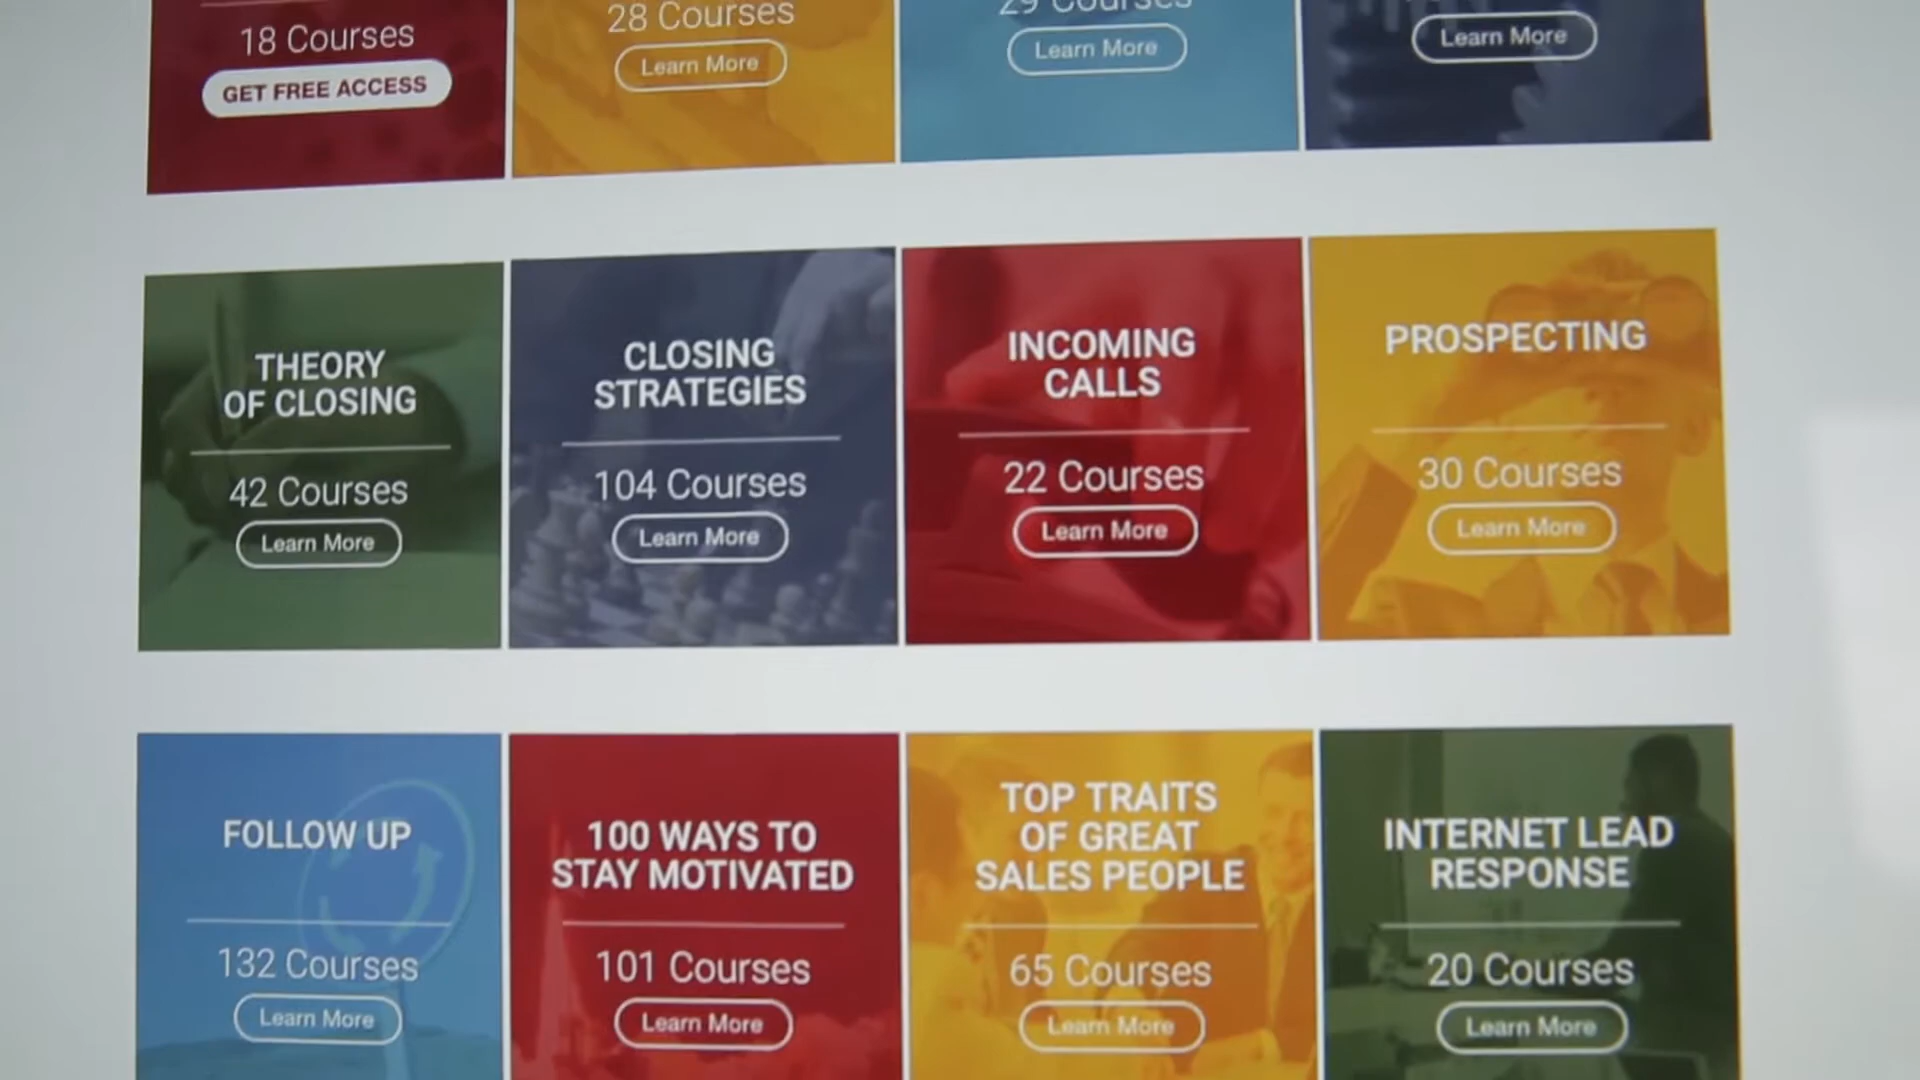 18 Courses
GET FREE ACCESS
28 Courses
Learn More
29 Courses
Learn More
Learn More
THEORY
OF CLOSING
42 Courses
Learn More
CLOSING
STRATEGIES
104 Courses
Learn More
INCOMING
CALLS
22 Courses
Learn More
PROSPECTING
30 Courses
Learn More
FOLLOW UP
132 Courses
Learn More
100 WAYS TO
STAY MOTIVATED
101 Courses
Learn More
TOP TRAITS
OF GREAT
SALES PEOPLE
65 Courses
Learn More
INTERNET LEAD
RESPONSE
20 Courses
Learn More